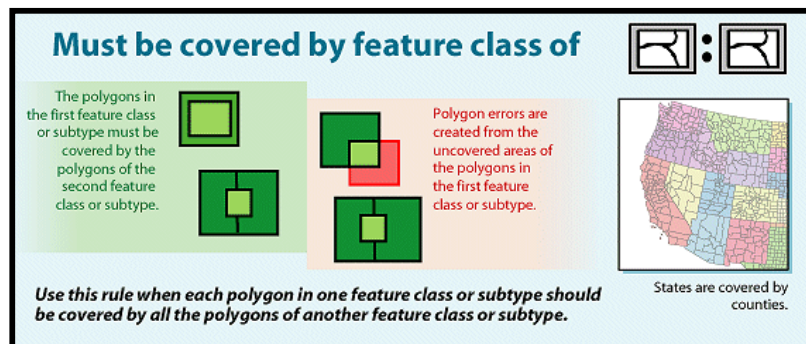 Must be covered by feature class of
The polygons in
the first feature class
or subtype must be
covered by the
polygons of the
second feature
class or subtype.
Polygon errors are
created from the
uncovered areas of
the polygons in
the first feature
class or subtype.
States are covered by
counties.
Use this rule when each polygon in one feature class or subtype should
be covered by all the polygons of another feature class or subtype.